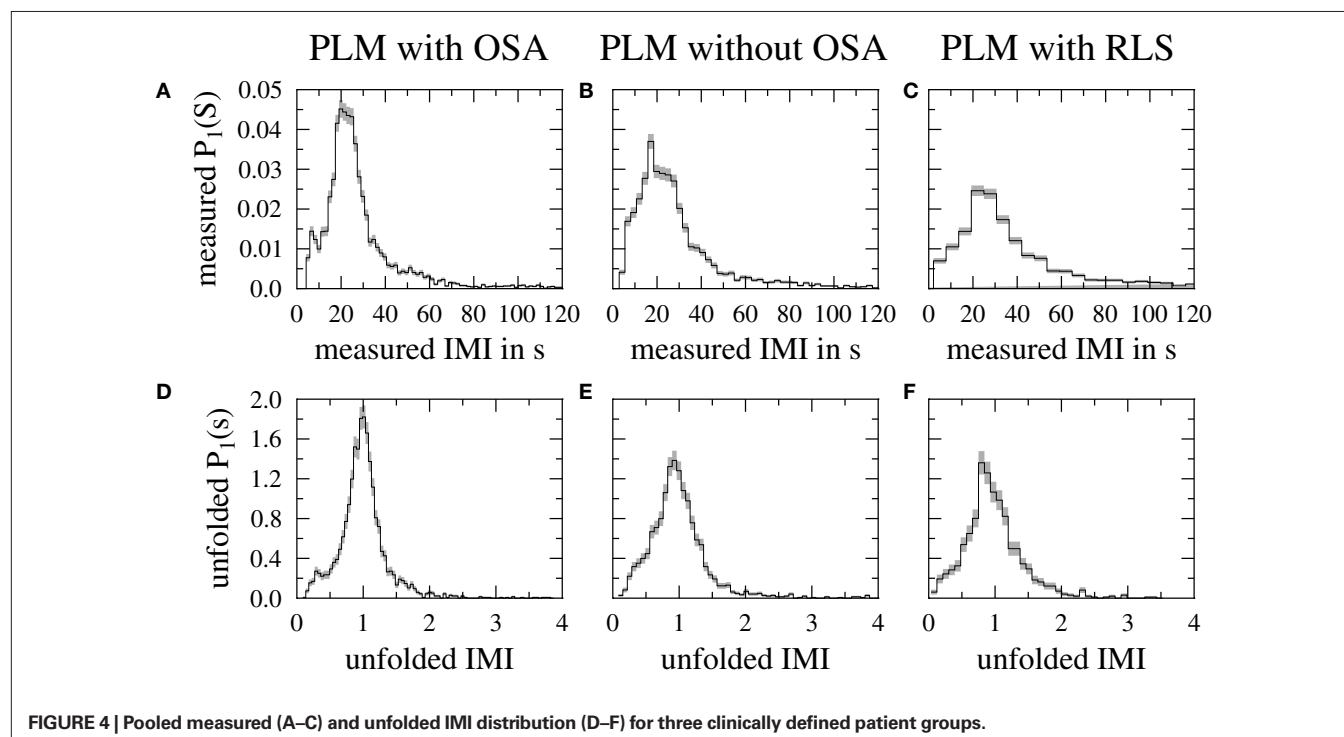 PLM with OSA PLM without OSA PLM with RLS
A B C
measured P1(S)
0.05
0.04
0.03
0.02
0.01
0.0
0 20 40 60 80 100 120 0 20 40 60 80 100 120 0 20 40 60 80 100 120
measured IMI in s measured IMI in s measured IMI in s
D E F
unfolded P1(s)
2.0
1.6
1.2
0.8
0.4
0.0
0 1 2 3 4 0 1 2 3 4 0 1 2 3 4
unfolded IMI unfolded IMI unfolded IMI
FIGURE 4 | Pooled measured (A–C) and unfolded IMI distribution (D–F) for three clinically defined patient groups.